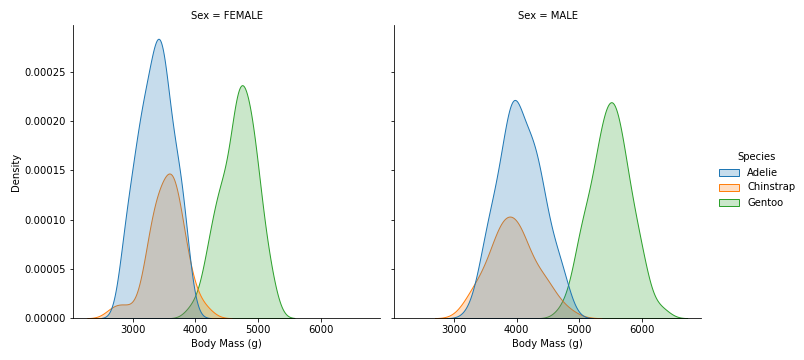 Sex = FEMALE
Sex = MALE
0.00025
0.00020
0.00015
0.00010
0.00005
0.00000
Density
3000 4000 5000 6000
3000 4000 5000 6000
Body Mass (g)
Body Mass (g)
Species
Adelie
Chinstrap
Gentoo